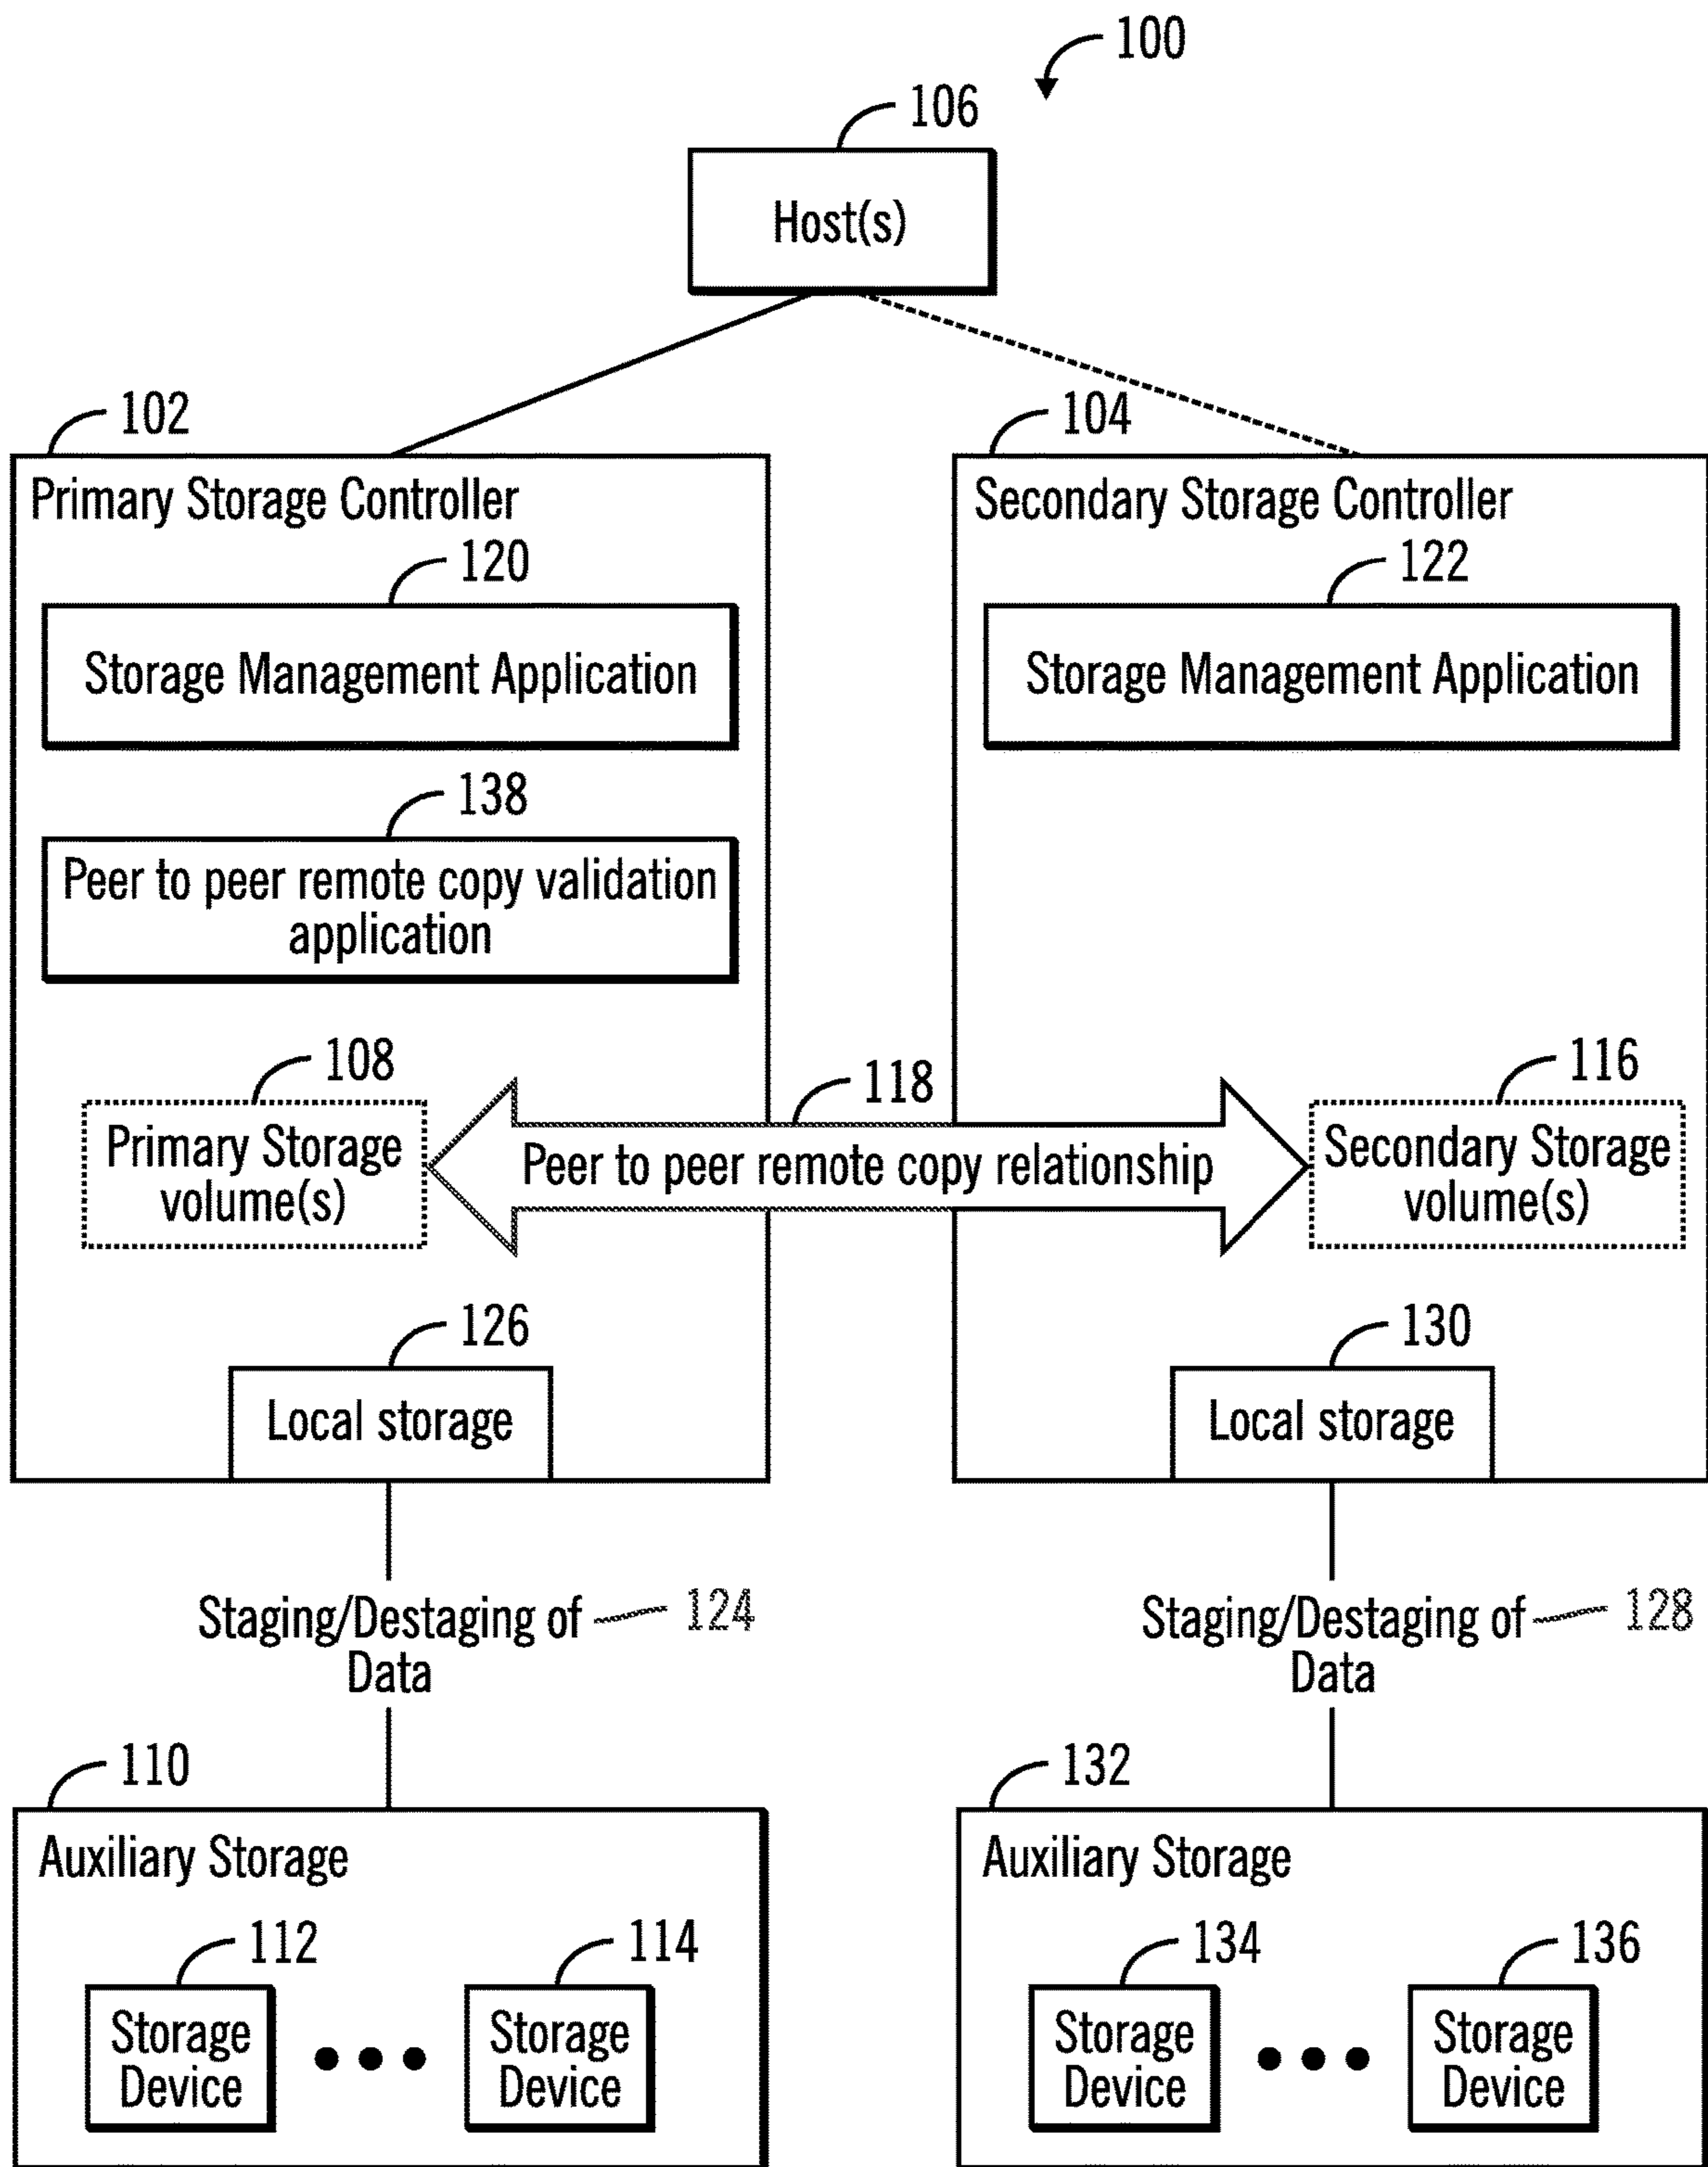 100
106
Host(s)
102
104
Primary Storage Controller
Secondary Storage Controller
120
122
Storage Management Application
Storage Management Application
138
Peer to peer remote copy validation
application
108
118
116
Primary Storage
volume(s)
Peer to peer remote copy relationship
Secondary Storage
volume(s)
126
130
Local storage
Local storage
Staging/Destaging of
Data
124
Staging/Destaging of
Data
128
110
132
Auxiliary Storage
Auxiliary Storage
112
114
134
136
Storage
Device
Storage
Device
Storage
Device
Storage
Device